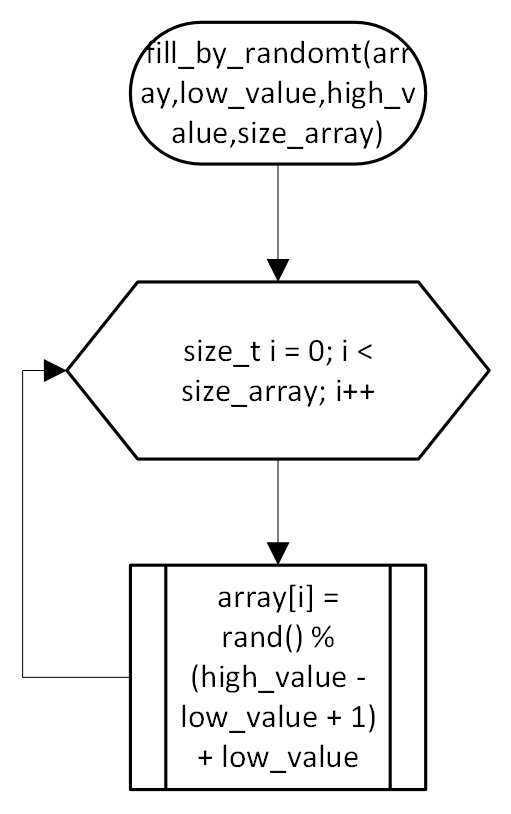 fill_by_randomt(arr
ay,low_value,high_v
alue,size_array)
size_t i = 0; i <
size_array; i++
array[i] =
rand() %
(high_value -
low_value + 1)
+ low_value